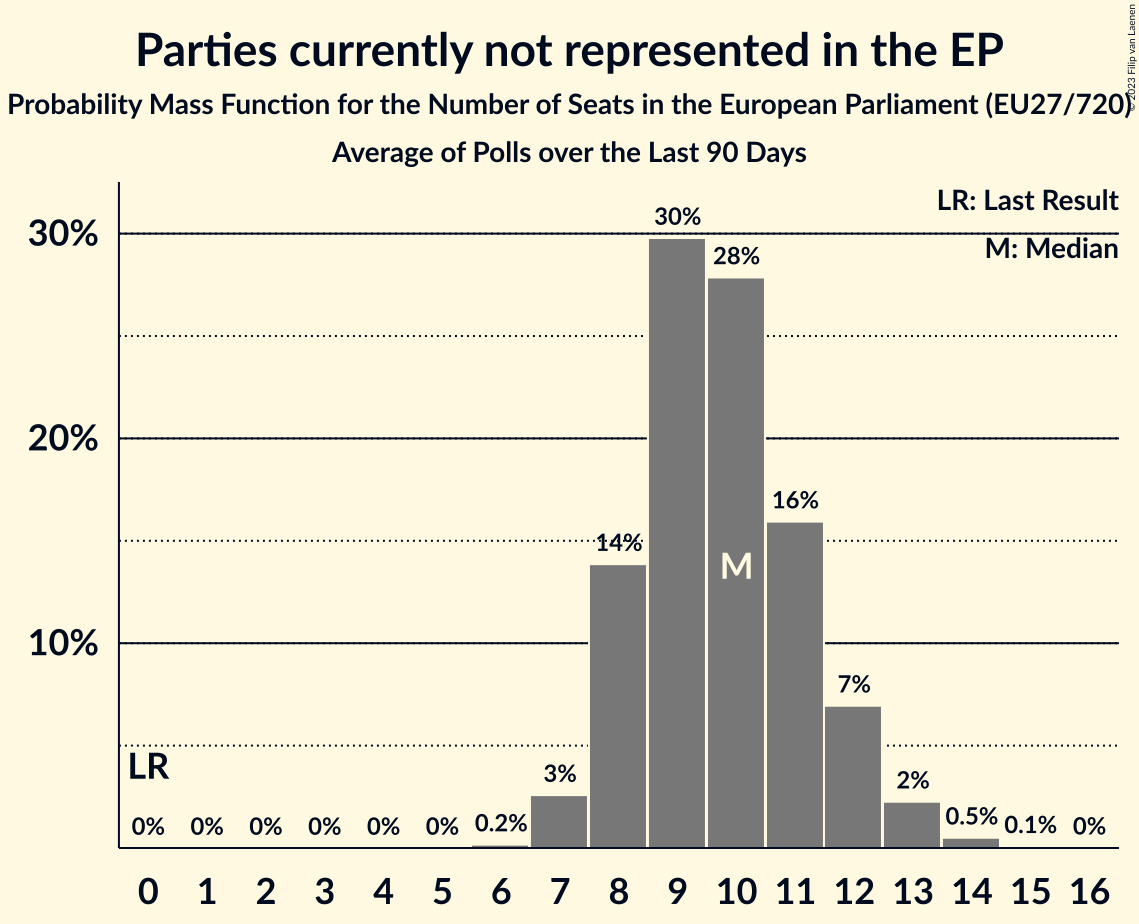 Parties currently not represented in the EP
Probability Mass Function for the Number of Seats in the European Parliament (EU27/720)
Average of Polls over the Last 90 Days
© 2023 Filip van Laenen
LR: Last Result
M: Median
30%
20%
10%
30%
28%
16%
14%
M
7%
LR
3%
2%
0% 0% 0% 0% 0% 0% 0.2% 0.5% 0.1% 0%
0 1 2 3 4 5 6 7 8 9 10 11 12 13 14 15 16